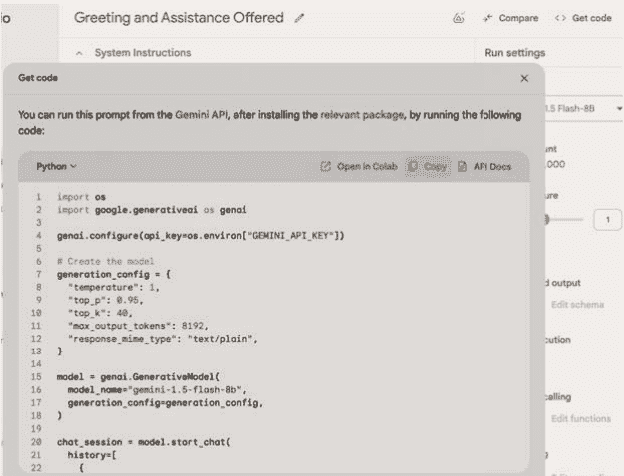 io
Greeting and Assistance Offered
Compare
<> Get code
System Instructions
Run settings
Get code
You can run this prompt from the Gemini API, after installing the relevant package, by running the following
code:
Python
Open in Colab
Copy
API Docs
1 import os
2 import google.generativeai as genai
3
4 genai.configure(api_key=os.environ["GEMINI_API_KEY"])
5
6 # Create the model
7 generation_config = {
8 "temperature": 1,
9 "top_p": 0.95,
10 "top_k": 40,
11 "max_output_tokens": 8192,
12 "response_mime_type": "text/plain",
13 }
14
15 model = genai.GenerativeModel(
16 model_name="gemini-1.5-flash-8b",
17 generation_config=generation_config,
18 )
19
20 chat_session = model.start_chat(
21 history=[
22 {
1.5 Flash-8B
unt
,000
ure
1
d output
Edit schema
cution
calling
Edit functions